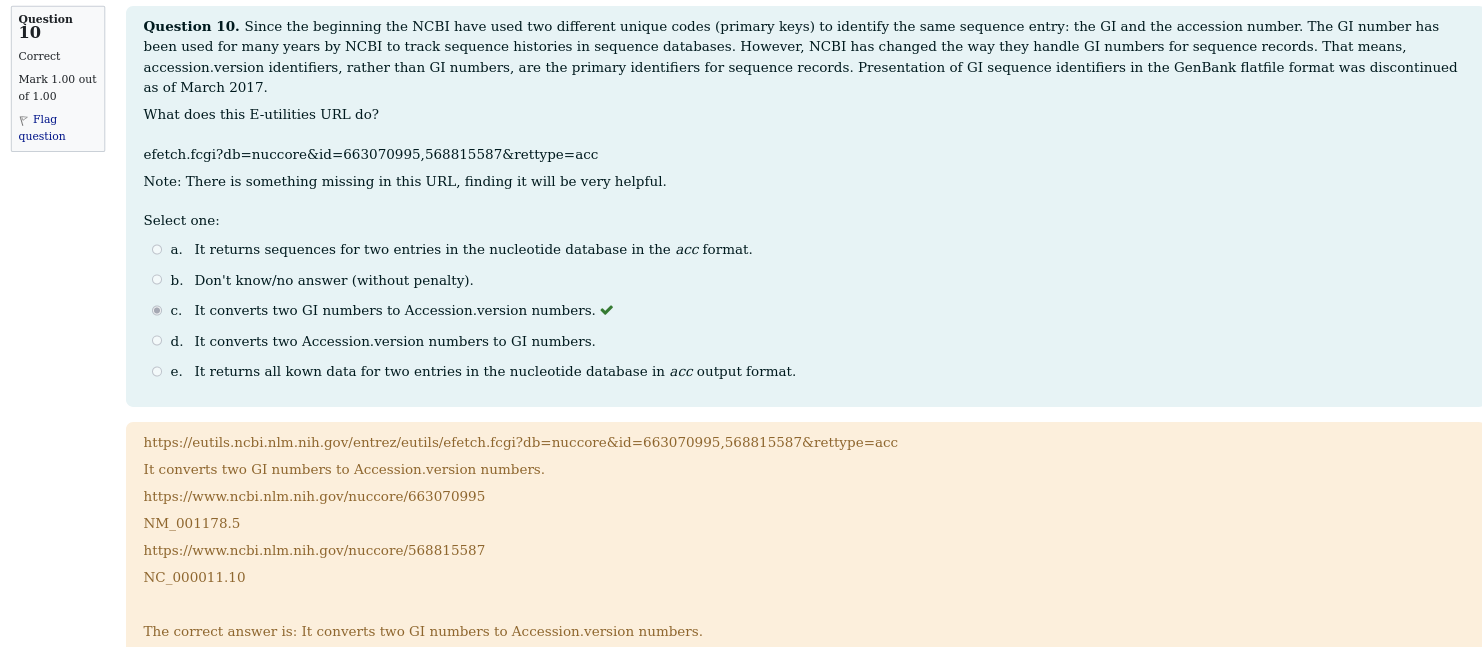 Question
10
Correct
Mark 1.00 out
of 1.00
Flag
question
Question 10. Since the beginning the NCBI have used two different unique codes (primary keys) to identify the same sequence entry: the GI and the accession number. The GI number has
been used for many years by NCBI to track sequence histories in sequence databases. However, NCBI has changed the way they handle GI numbers for sequence records. That means,
accession.version identifiers, rather than GI numbers, are the primary identifiers for sequence records. Presentation of GI sequence identifiers in the GenBank flatfile format was discontinued
as of March 2017.
What does this E-utilities URL do?
efetch.fcgi?db=nuccore&id=663070995,568815587&rettype=acc
Note: There is something missing in this URL, finding it will be very helpful.
Select one:
a. It returns sequences for two entries in the nucleotide database in the acc format.
b. Don't know/no answer (without penalty).
c. It converts two GI numbers to Accession.version numbers.
d. It converts two Accession.version numbers to GI numbers.
e. It returns all kown data for two entries in the nucleotide database in acc output format.
https://eutils.ncbi.nlm.nih.gov/entrez/eutils/efetch.fcgi?db=nuccore&id=663070995,568815587&rettype=acc
It converts two GI numbers to Accession.version numbers.
https://www.ncbi.nlm.nih.gov/nuccore/663070995
NM_001178.5
https://www.ncbi.nlm.nih.gov/nuccore/568815587
NC_000011.10
The correct answer is: It converts two GI numbers to Accession.version numbers.